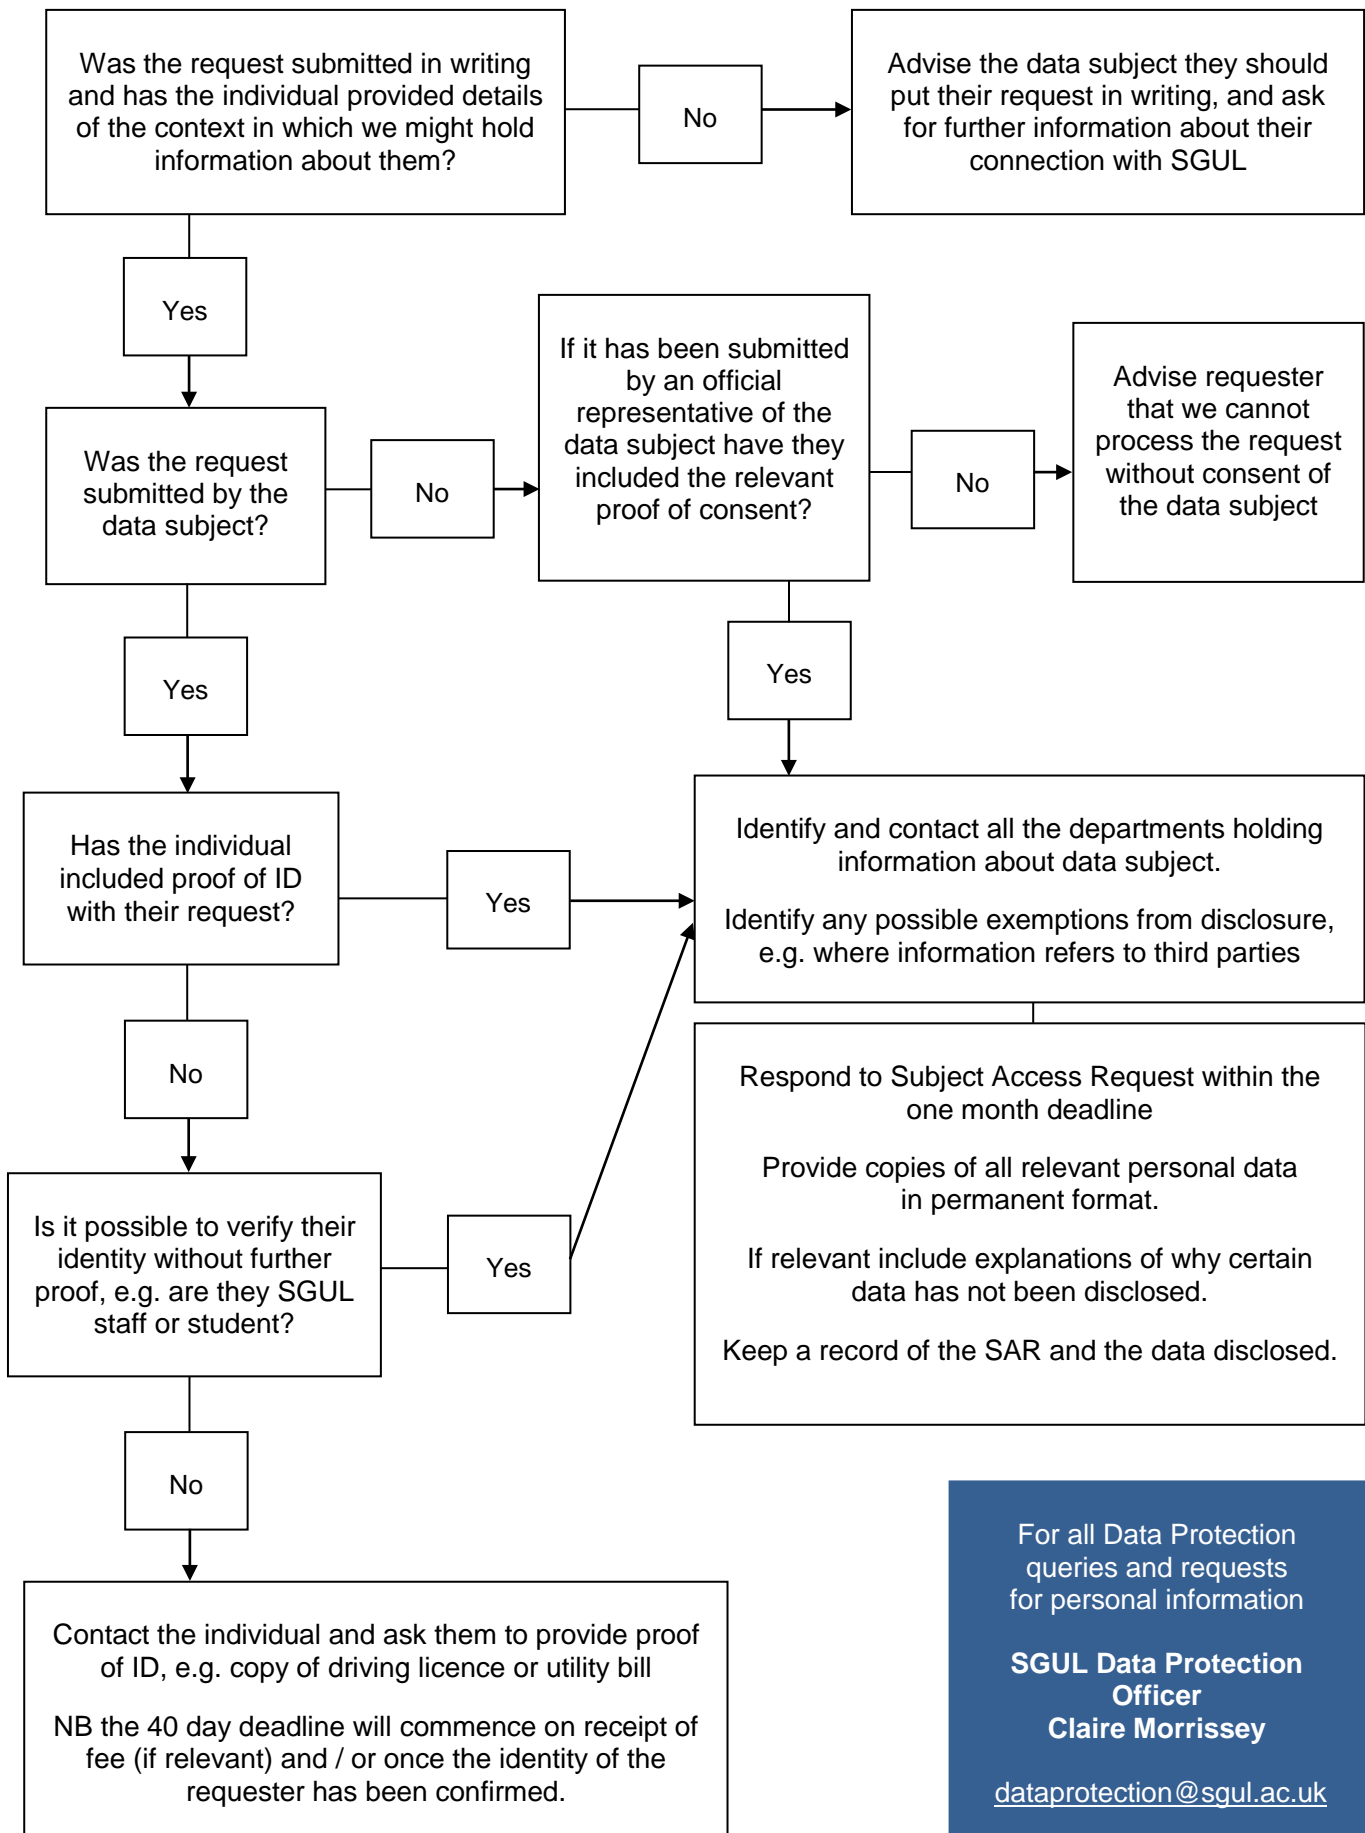 Was the request submitted in writing
and has the individual provided details
of the context in which we might hold
information about them?
No
Advise the data subject they should
put their request in writing, and ask
for further information about their
connection with SGUL
Yes
Was the request
submitted by the
data subject?
No
If it has been submitted
by an official
representative of the
data subject have they
included the relevant
proof of consent?
No
Advise requester
that we cannot
process the request
without consent of
the data subject
Yes
Yes
Has the individual
included proof of ID
with their request?
Yes
Identify and contact all the departments holding
information about data subject.
Identify any possible exemptions from disclosure,
e.g. where information refers to third parties
No
Respond to Subject Access Request within the
one month deadline
Provide copies of all relevant personal data
in permanent format.
If relevant include explanations of why certain
data has not been disclosed.
Keep a record of the SAR and the data disclosed.
Is it possible to verify their
identity without further
proof, e.g. are they SGUL
staff or student?
Yes
No
Contact the individual and ask them to provide proof
of ID, e.g. copy of driving licence or utility bill
NB the 40 day deadline will commence on receipt of
fee (if relevant) and / or once the identity of the
requester has been confirmed.
For all Data Protection
queries and requests
for personal information
SGUL Data Protection
Officer
Claire Morrissey
dataprotection@sgul.ac.uk